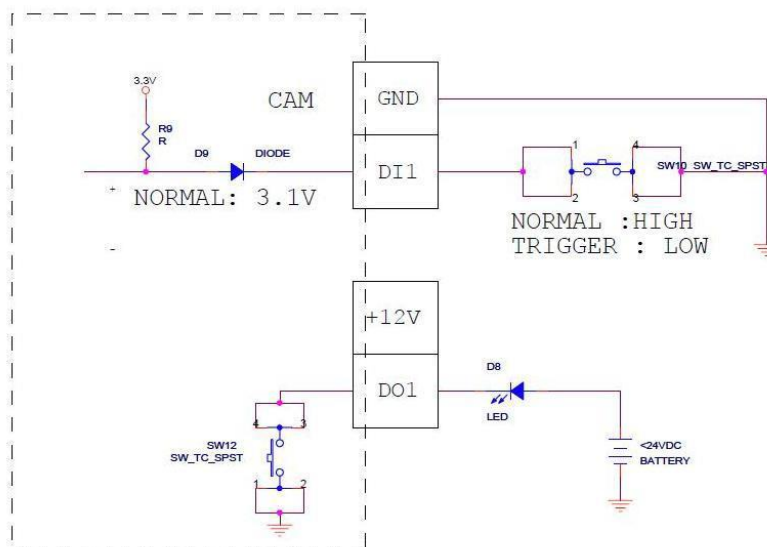 3.3V
CAM
GND
R9
R
D9
DIODE
DI1
1
4
SW10 SW_TC_SPST
+
NORMAL: 3.1V
2
3
NORMAL :HIGH
TRIGGER : LOW
-
+12V
D8
DO1
LED
4
3
SW12
SW_TC_SPST
<24VDC
BATTERY
1
2